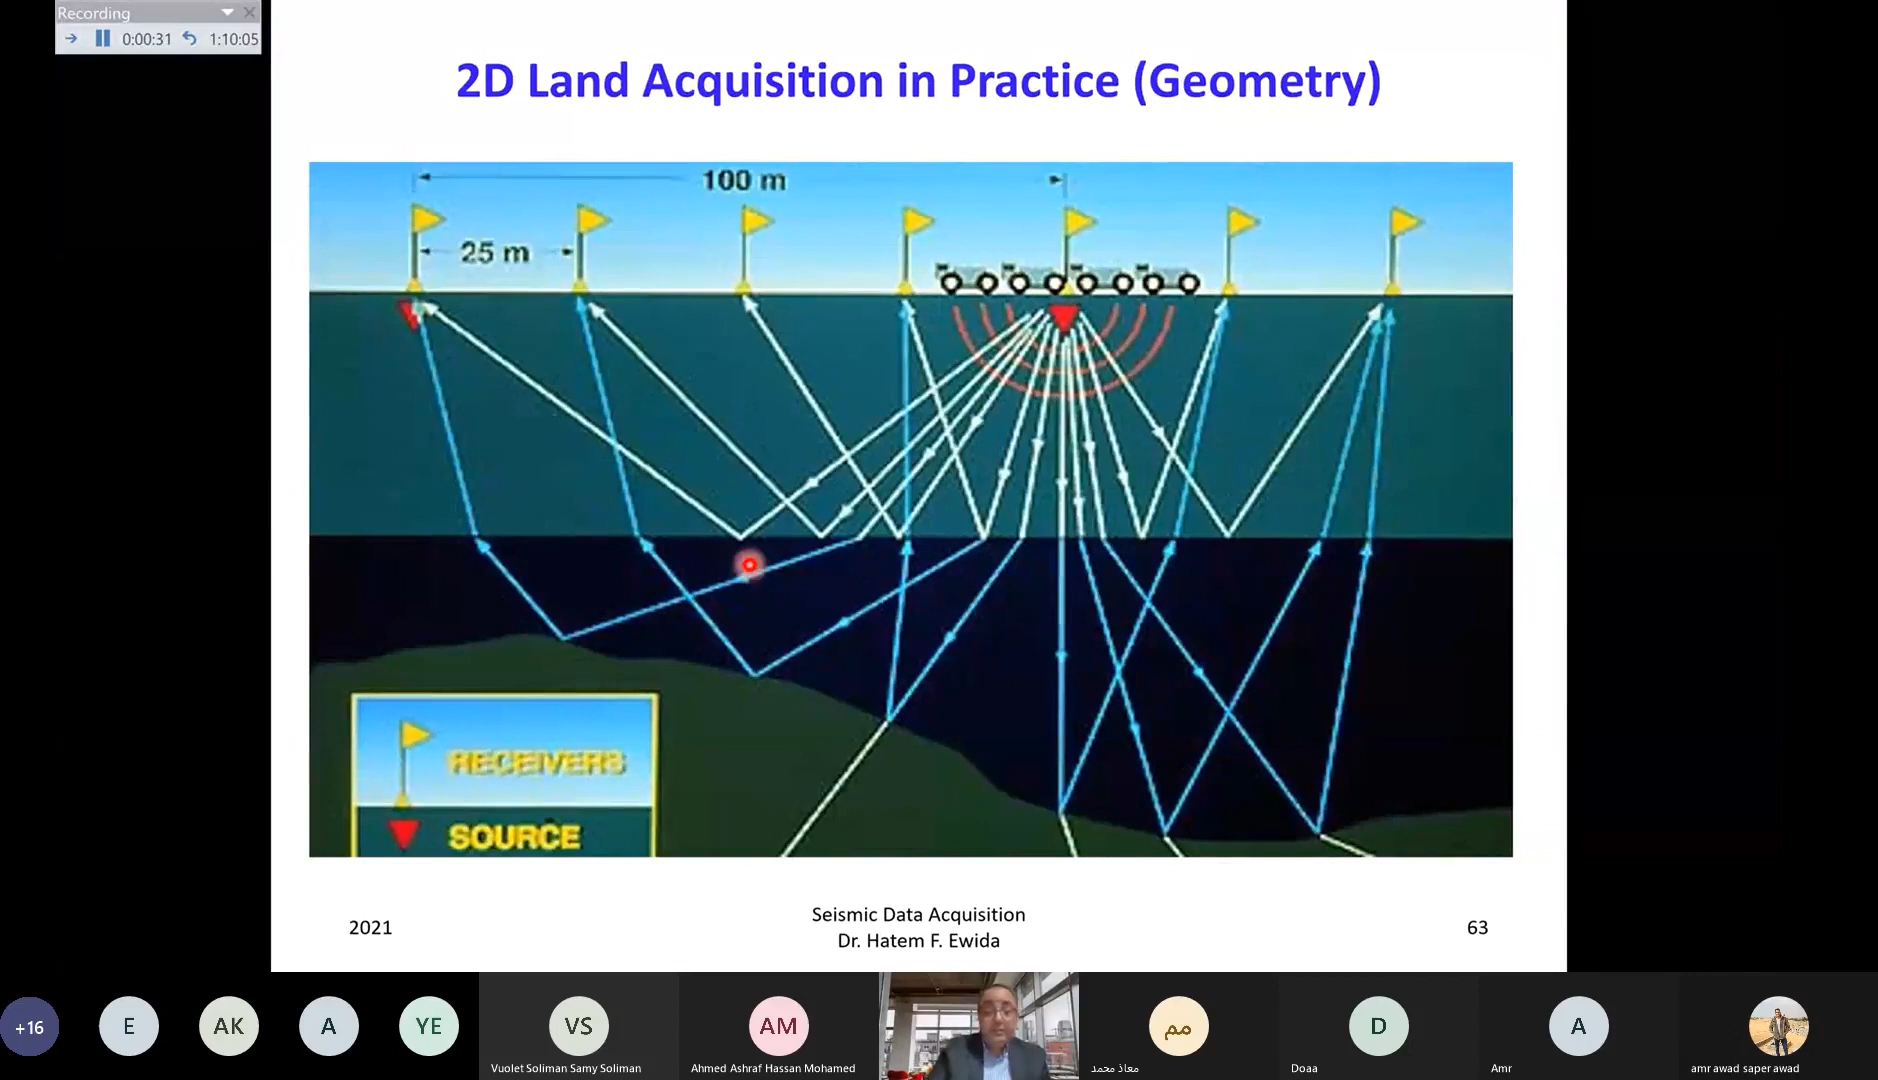 Recording
0:00:31
1:10:05
2D Land Acquisition in Practice (Geometry)
100 m
25 m
RECEIVERS
SOURCE
2021
Seismic Data Acquisition
Dr. Hatem F. Ewida
63
+16
E
AK
A
YE
VS
Vuolet Soliman Samy Soliman
AM
Ahmed Ashraf Hassan Mohamed
مم
معاذ محمد
D
Doaa
A
Amr
amr awad saper awad